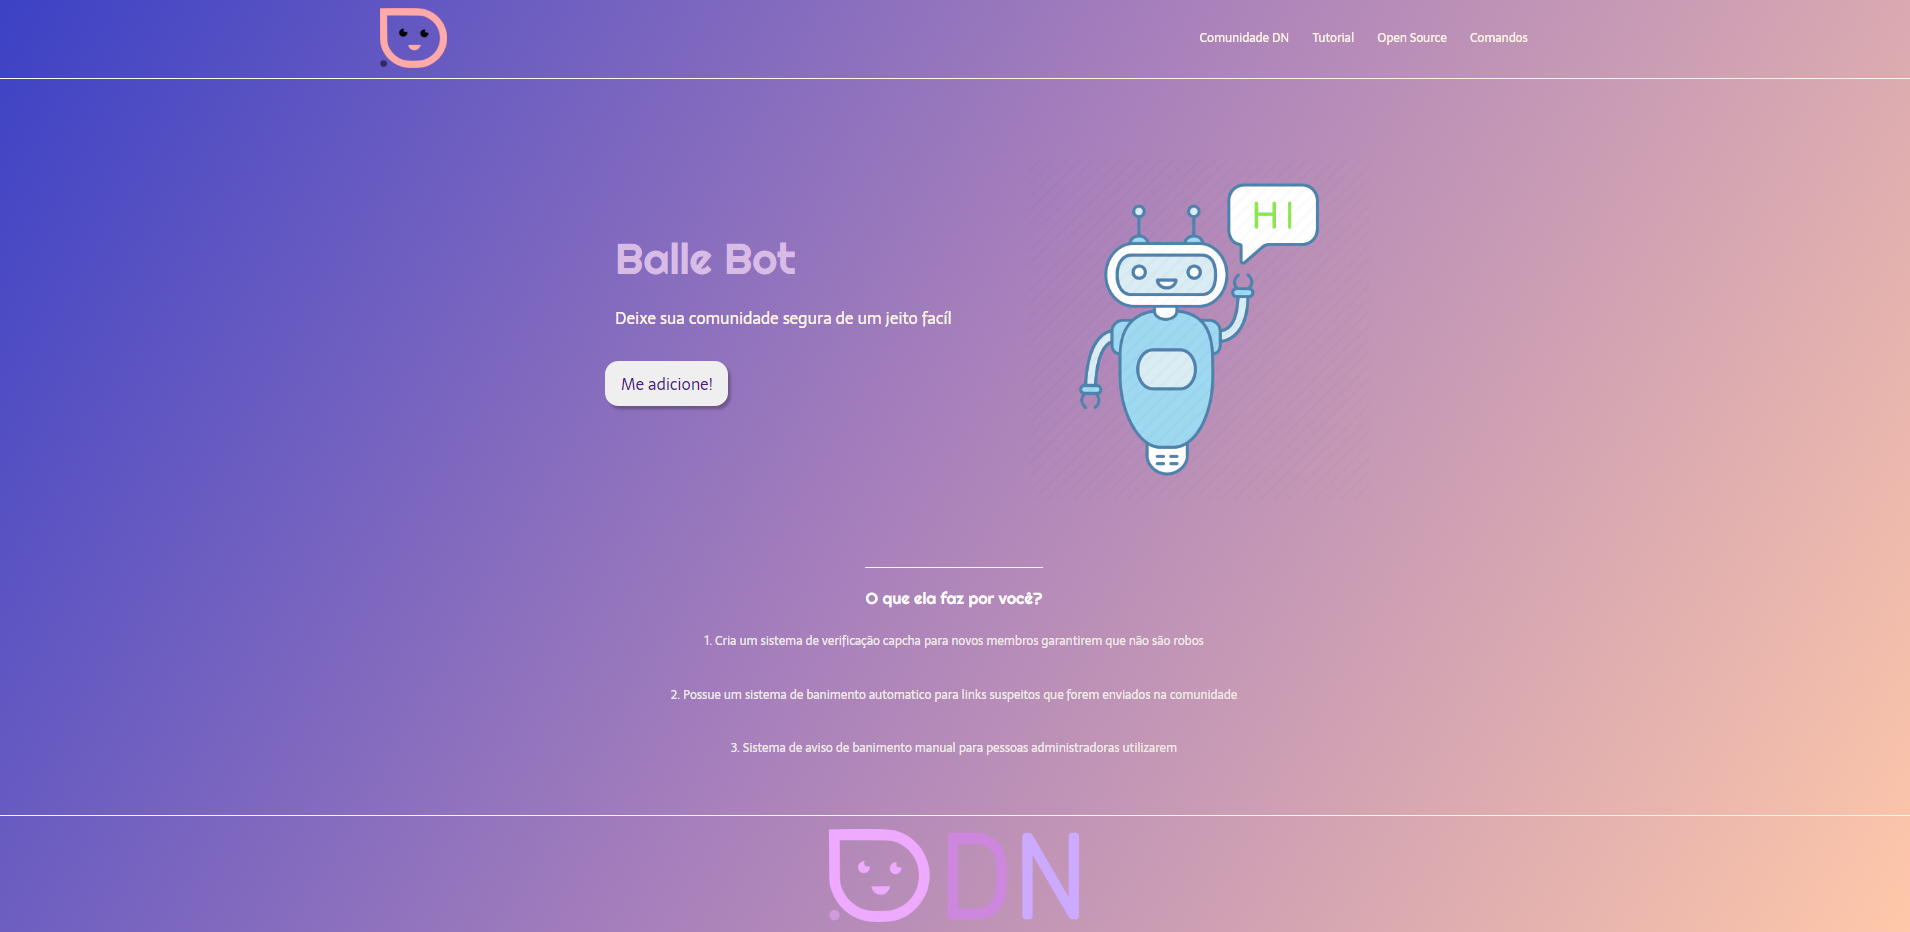 Comunidade DN
Tutorial
Open Source
Comandos
HI
Balle Bot
Deixe sua comunidade segura de um jeito facíl
Me adicione!
O que ela faz por você?
1. Cria um sistema de verificação capcha para novos membros garantirem que não são robos
2. Possue um sistema de banimento automatico para links suspeitos que forem enviados na comunidade
3. Sistema de aviso de banimento manual para pessoas administradoras utilizarem
DN